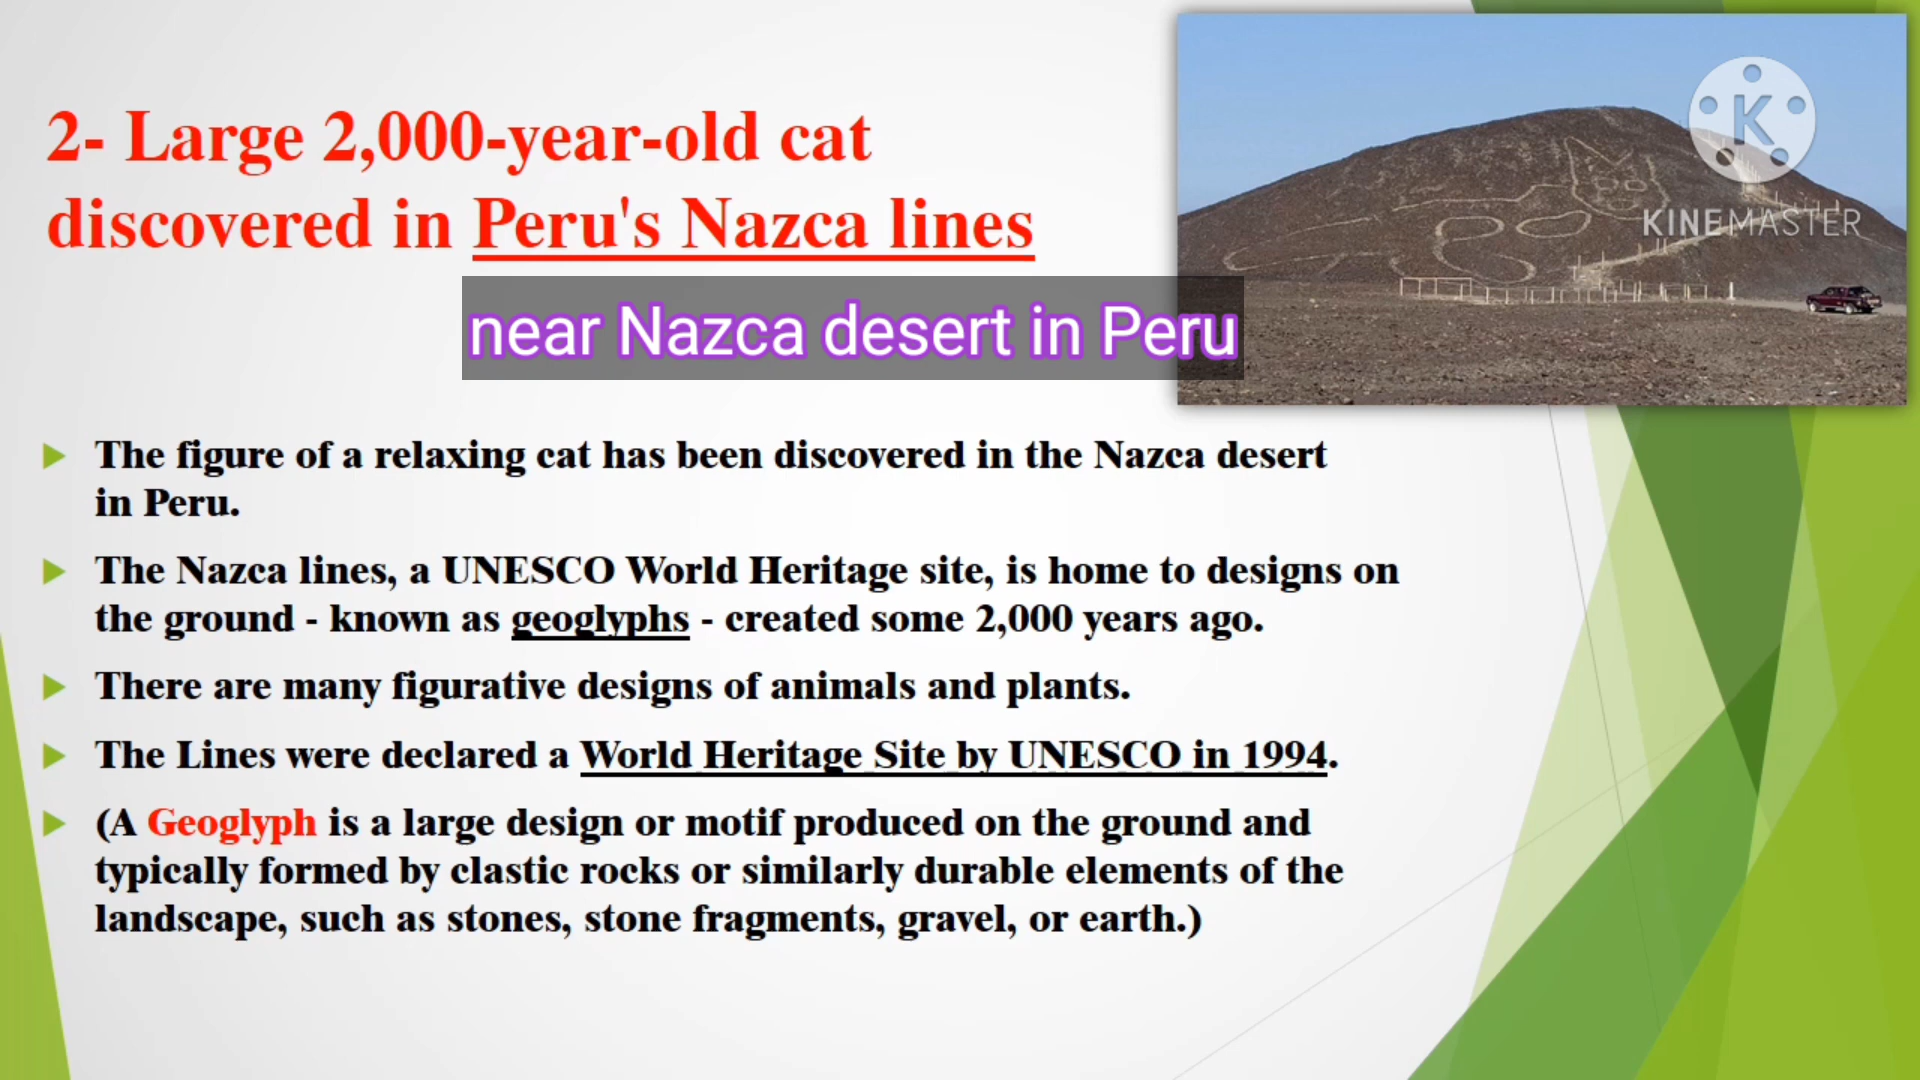 2- Large 2,000-year-old cat
discovered in Peru's Nazca lines
K
KINEMASTER
near Nazca desert in Peru
The figure of a relaxing cat has been discovered in the Nazca desert
in Peru.
The Nazca lines, a UNESCO World Heritage site, is home to designs on
the ground - known as geoglyphs - created some 2,000 years ago.
There are many figurative designs of animals and plants.
The Lines were declared a World Heritage Site by UNESCO in 1994.
(A Geoglyph is a large design or motif produced on the ground and
typically formed by clastic rocks or similarly durable elements of the
landscape, such as stones, stone fragments, gravel, or earth.)